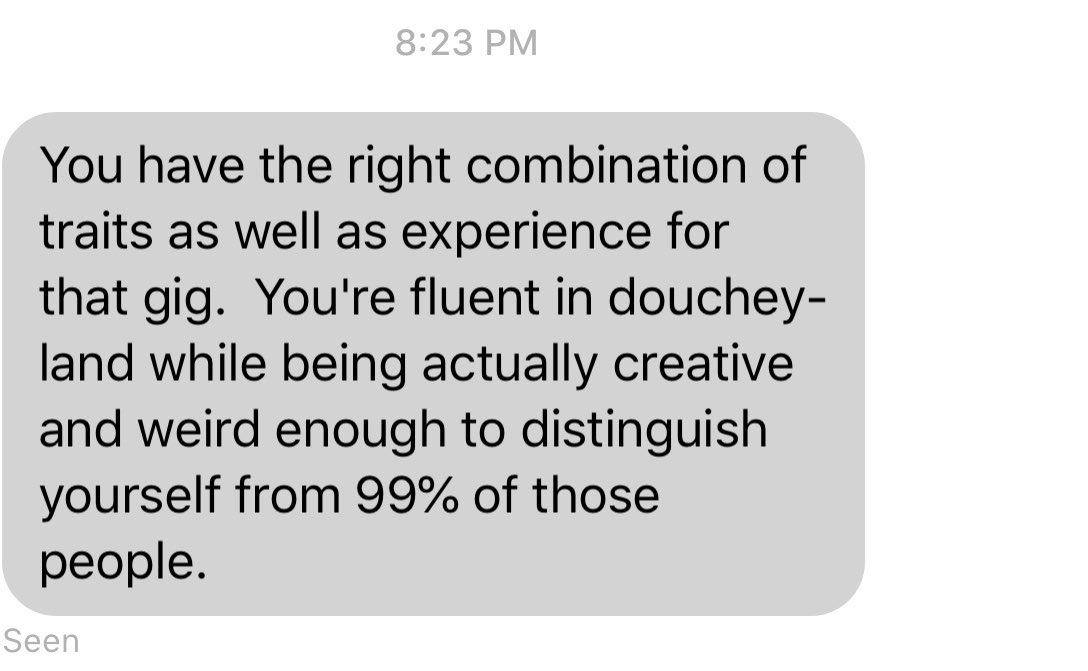 8:23 PM
You have the right combination of
traits as well as experience for
that gig.  You're fluent in douchey-
land while being actually creative
and weird enough to distinguish
yourself from 99% of those
people.
Seen